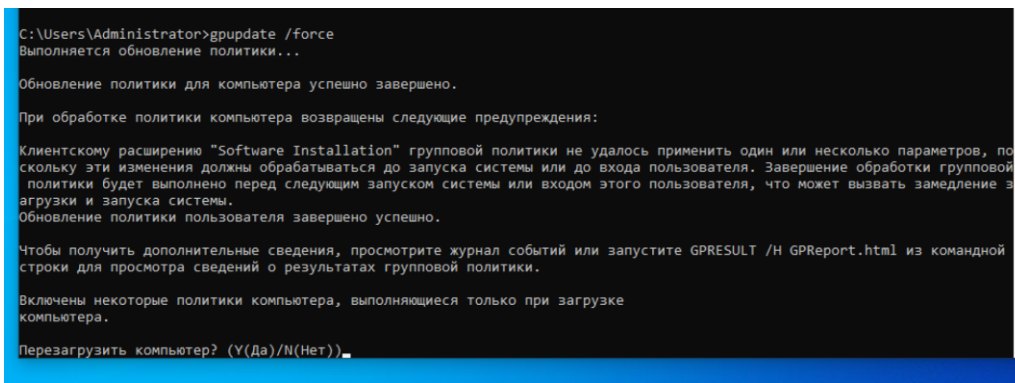 C:\Users\Administrator>gpupdate /force
Выполняется обновление политики...
Обновление политики для компьютера успешно завершено.
При обработке политики компьютера возвращены следующие предупреждения:
Клиентскому расширению "Software Installation" групповой политики не удалось применить один или несколько параметров, по
скольку эти изменения должны обрабатываться до запуска системы или до входа пользователя. Завершение обработки групповой
 политики будет выполнено перед следующим запуском системы или входом этого пользователя, что может вызвать замедление з
агрузки и запуска системы.
Обновление политики пользователя завершено успешно.
Чтобы получить дополнительные сведения, просмотрите журнал событий или запустите GPRESULT /H GPReport.html из командной
строки для просмотра сведений о результатах групповой политики.
Включены некоторые политики компьютера, выполняющиеся только при загрузке
компьютера.
Перезагрузить компьютер? (Y(Да)/N(Нет))